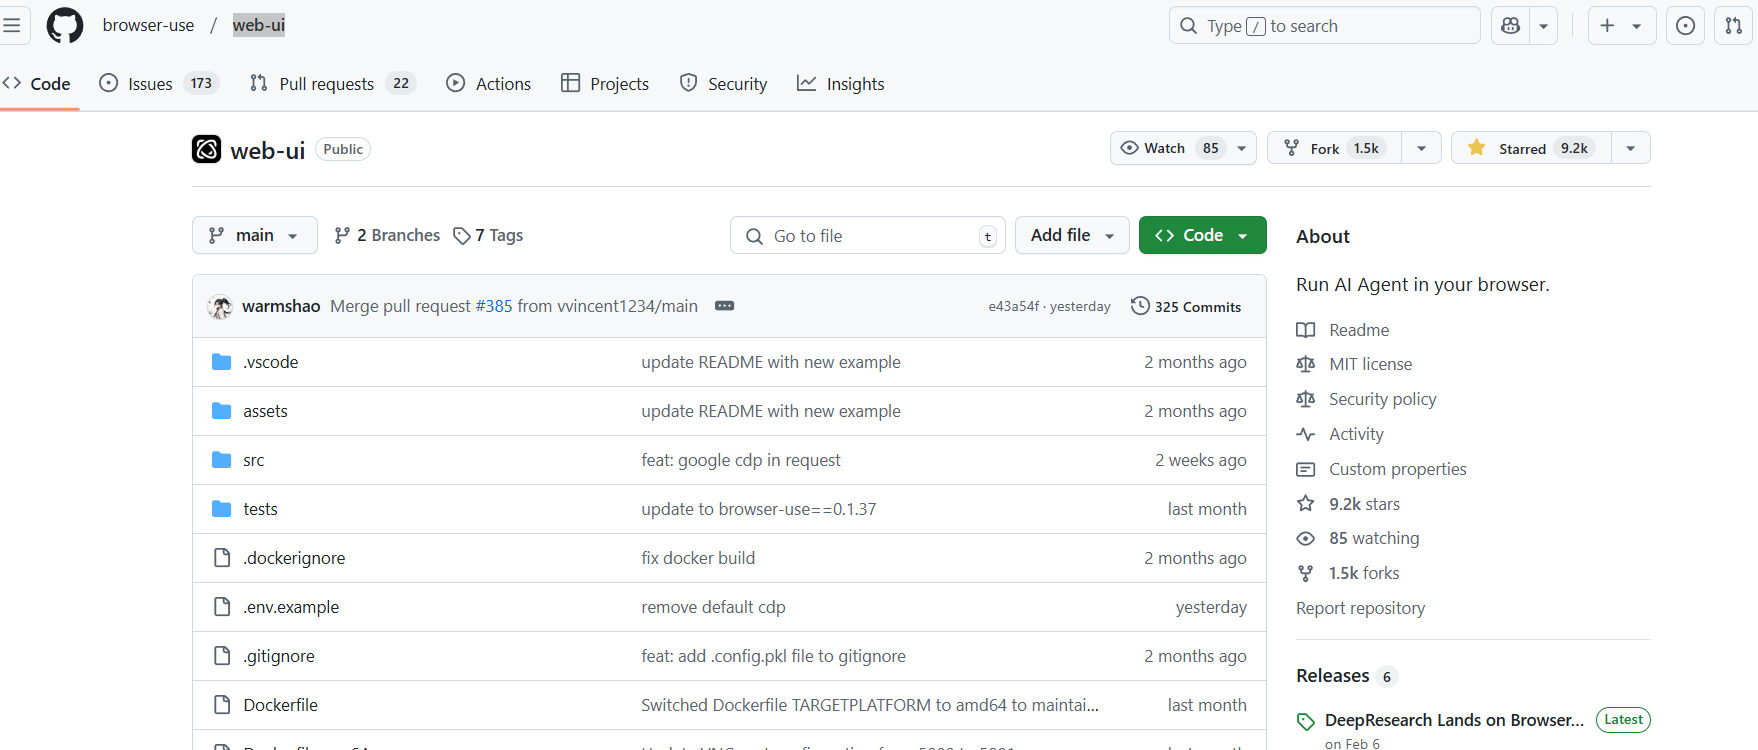 browser-use / web-ui
Type / to search
Code Issues 173 Pull requests 22 Actions Projects Security Insights
web-ui Public
Watch 85 Fork 1.5k Starred 9.2k
main 2 Branches 7 Tags Go to file t Add file Code
warmshao Merge pull request #385 from vvincent1234/main e43a54f · yesterday 325 Commits
.vscode update README with new example 2 months ago
assets update README with new example 2 months ago
src feat: google cdp in request 2 weeks ago
tests update to browser-use==0.1.37 last month
.dockerignore fix docker build 2 months ago
.env.example remove default cdp yesterday
.gitignore feat: add .config.pkl file to gitignore 2 months ago
Dockerfile Switched Dockerfile TARGETPLATFORM to amd64 to maintai... last month
About
Run AI Agent in your browser.
Readme
MIT license
Security policy
Activity
Custom properties
9.2k stars
85 watching
1.5k forks
Report repository
Releases 6
DeepResearch Lands on Browser... Latest
on Feb 6